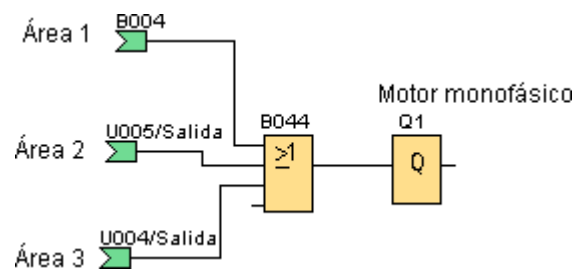 B004
Área 1
Motor monofásico
U005/Salida
B044
Q1
Área 2
≥1
Q
U004/Salida
Área 3